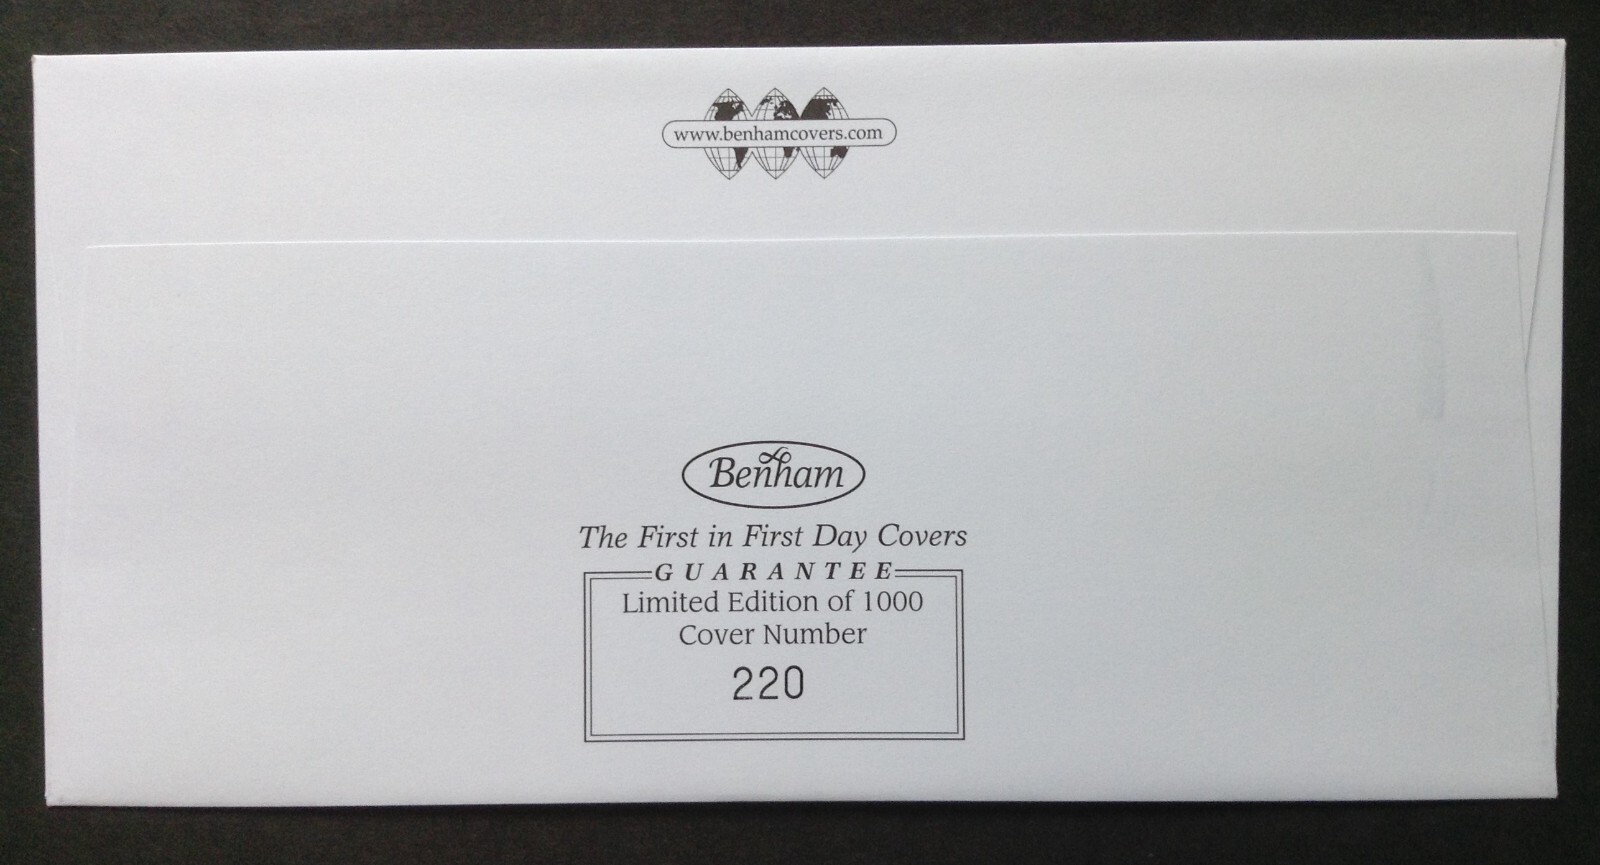 www.benhamcovers.com
Benham
The First in First Day Covers
GUARANTEE
Limited Edition of 1000
Cover Number
220